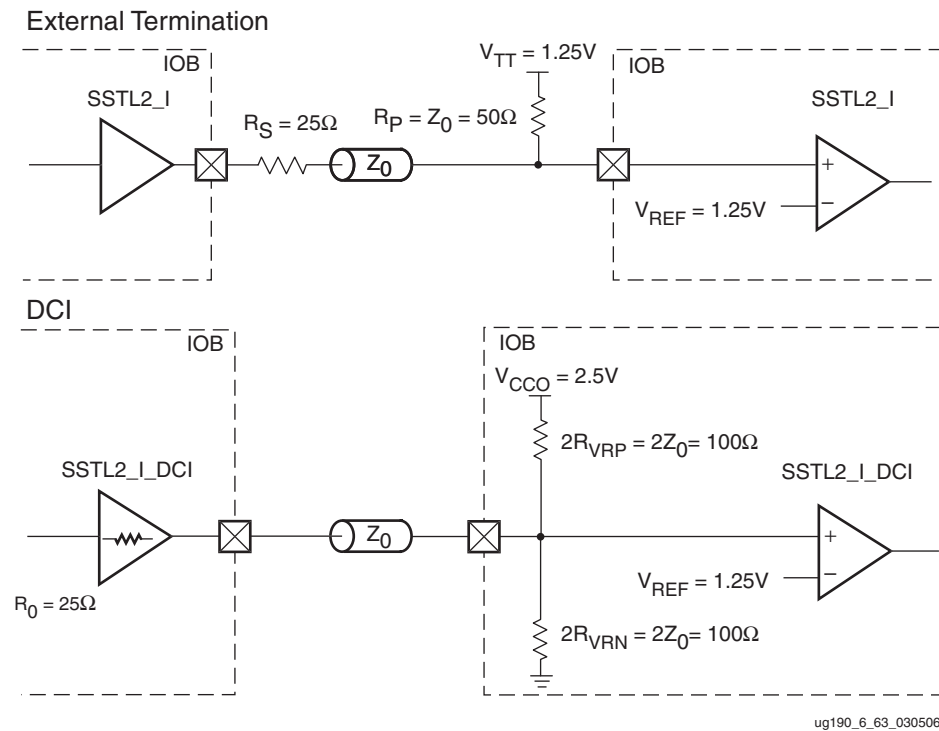 External Termination
IOB
SSTL2_I
R_S = 25Ω
Z_0
R_P = Z_0 = 50Ω
V_TT = 1.25V
IOB
SSTL2_I
+
V_REF = 1.25V
–
DCI
IOB
SSTL2_I_DCI
R_0 = 25Ω
Z_0
IOB
V_CCO = 2.5V
2R_VRP = 2Z_0= 100Ω
SSTL2_I_DCI
+
V_REF = 1.25V
–
2R_VRN = 2Z_0= 100Ω
ug190_6_63_030506